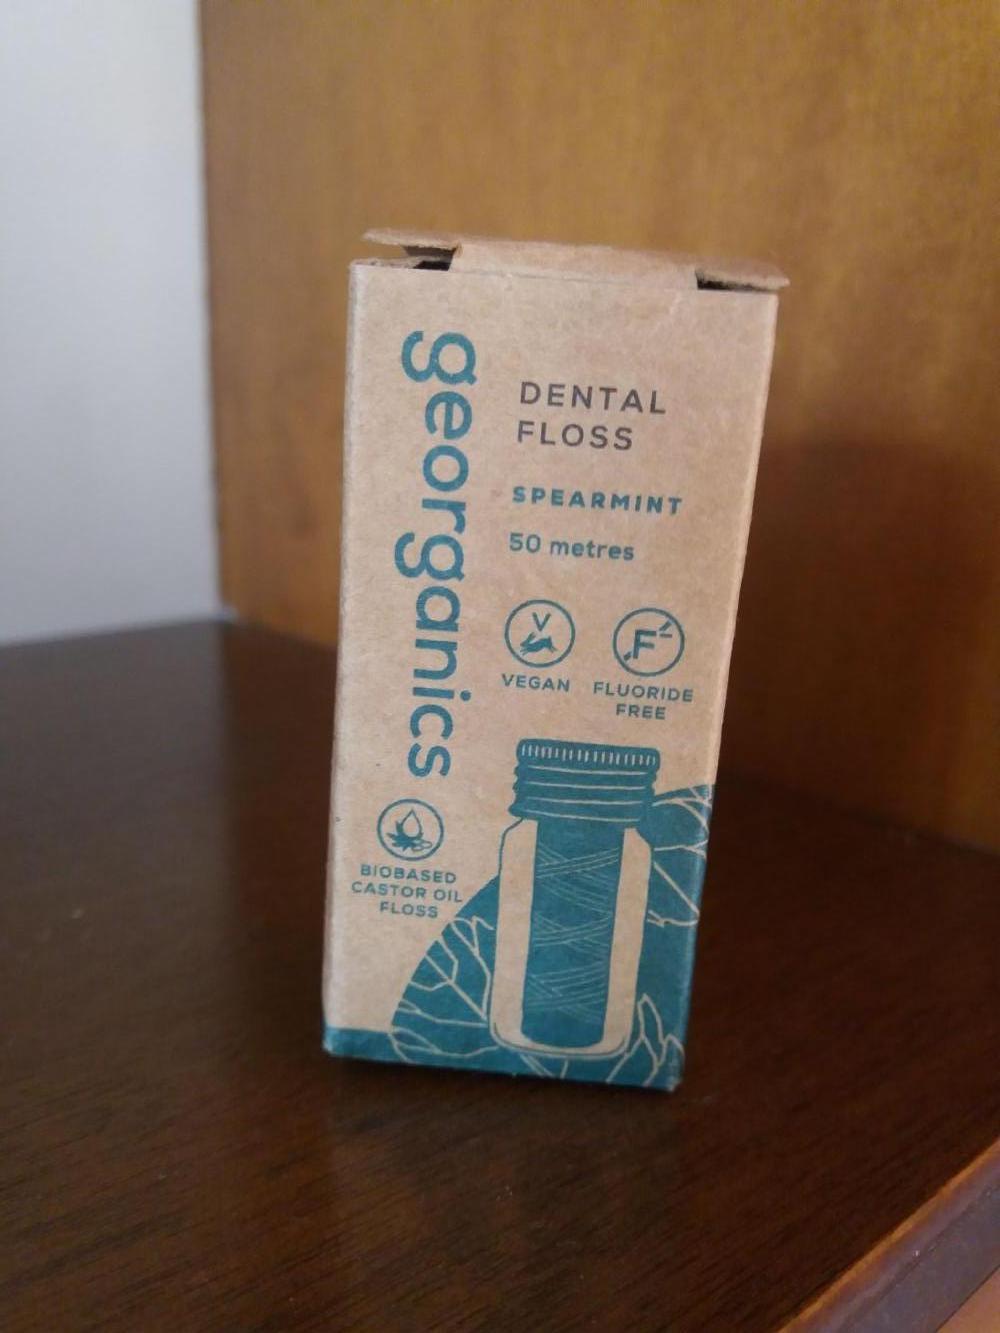 georganics
DENTAL
FLOSS
SPEARMINT
50 metres
V
F
VEGAN
FLUORIDE
FREE
BIOBASED
CASTOR OIL
FLOSS